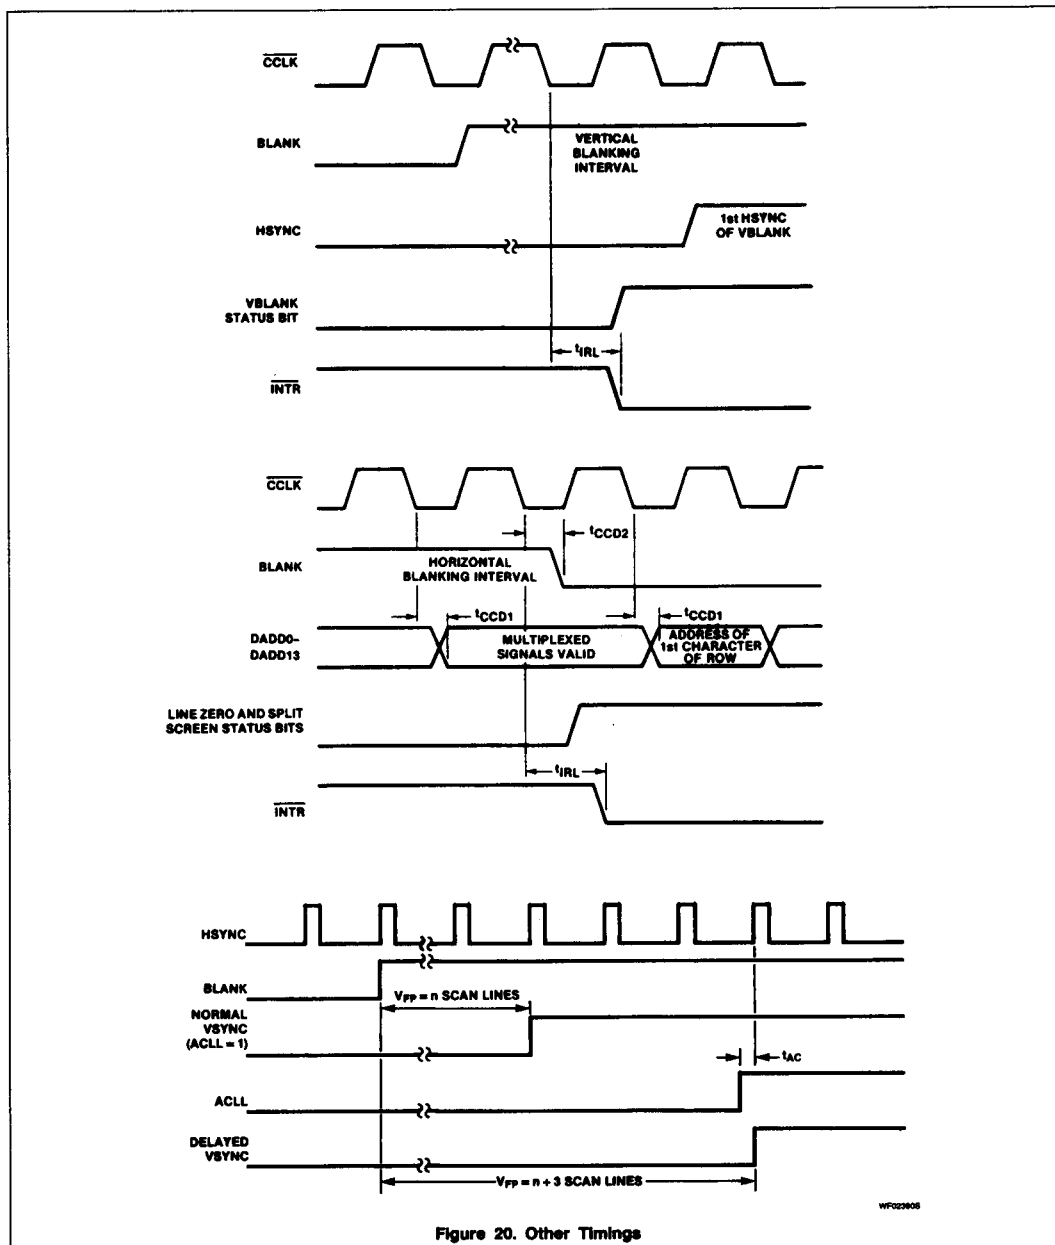 CCLK
BLANK
VERTICAL
BLANKING
INTERVAL
HSYNC
1st HSYNC
OF VBLANK
VBLANK
STATUS BIT
tIRL
INTR
CCLK
tCCD2
BLANK
HORIZONTAL
BLANKING INTERVAL
tCCD1
tCCD1
DADD0–
DADD13
MULTIPLEXED
SIGNALS VALID
ADDRESS OF
1st CHARACTER
OF ROW
LINE ZERO AND SPLIT
SCREEN STATUS BITS
tIRL
INTR
HSYNC
BLANK
VFP = n SCAN LINES
NORMAL
VSYNC
(ACLL = 1)
tAC
ACLL
DELAYED
VSYNC
VFP = n + 3 SCAN LINES
WF02390S
Figure 20. Other Timings